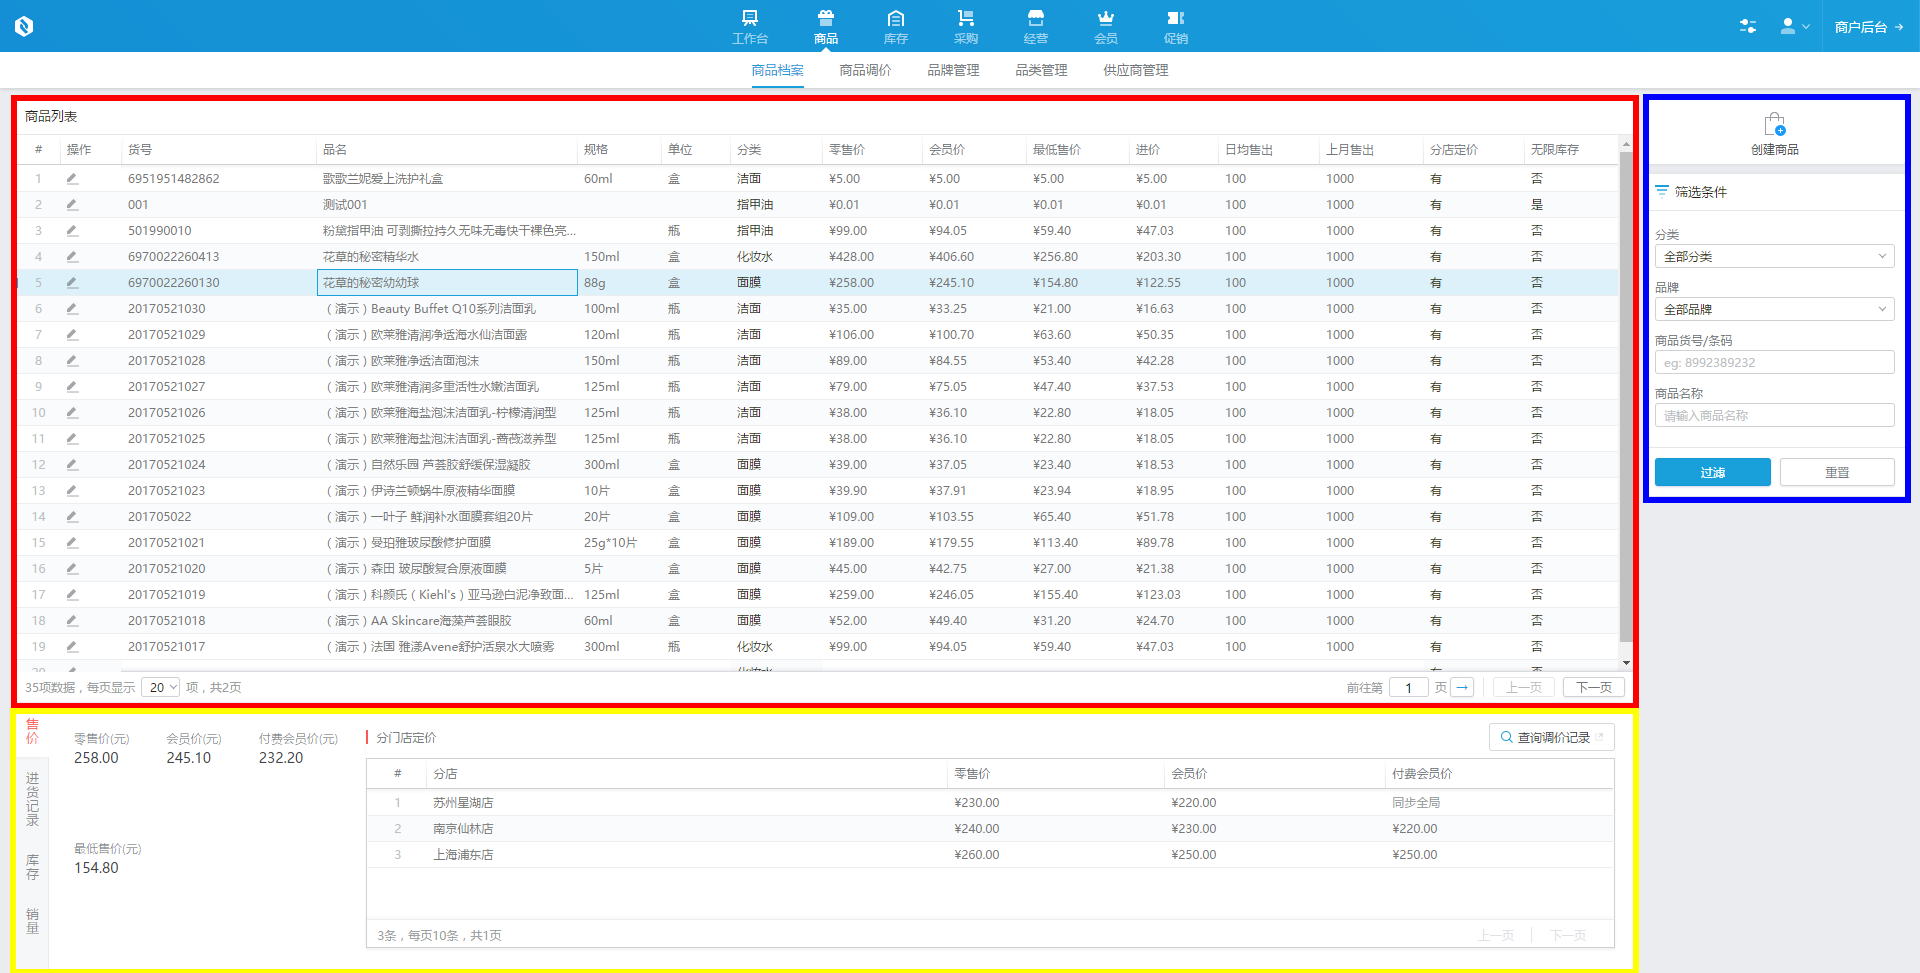 工作台 商品 库存 采购 经营 会员 促销 商户后台 →
商品档案 商品调价 品牌管理 品类管理 供应商管理
商品列表
# 操作 货号 品名 规格 单位 分类 零售价 会员价 最低售价 进价 日均售出 上月售出 分店定价 无限库存
1 6951951482862 歌歌兰妮爱上洗护礼盒 60ml 盒 洁面 ¥5.00 ¥5.00 ¥5.00 ¥5.00 100 1000 有 否
2 001 测试001 指甲油 ¥0.01 ¥0.01 ¥0.01 ¥0.01 100 1000 有 是
3 501990010 粉黛指甲油 可剥撕拉持久无味无毒快干裸色亮... 瓶 指甲油 ¥99.00 ¥94.05 ¥59.40 ¥47.03 100 1000 有 否
4 6970022260413 花草的秘密精华水 150ml 盒 化妆水 ¥428.00 ¥406.60 ¥256.80 ¥203.30 100 1000 有 否
5 6970022260130 花草的秘密幼幼球 88g 盒 面膜 ¥258.00 ¥245.10 ¥154.80 ¥122.55 100 1000 有 否
6 20170521030 （演示）Beauty Buffet Q10系列洁面乳 100ml 瓶 洁面 ¥35.00 ¥33.25 ¥21.00 ¥16.63 100 1000 有 否
7 20170521029 （演示）欧莱雅清润净透海水仙洁面露 120ml 瓶 洁面 ¥106.00 ¥100.70 ¥63.60 ¥50.35 100 1000 有 否
8 20170521028 （演示）欧莱雅净透洁面泡沫 150ml 瓶 洁面 ¥89.00 ¥84.55 ¥53.40 ¥42.28 100 1000 有 否
9 20170521027 （演示）欧莱雅清润多重活性水嫩洁面乳 125ml 瓶 洁面 ¥79.00 ¥75.05 ¥47.40 ¥37.53 100 1000 有 否
10 20170521026 （演示）欧莱雅海盐泡沫洁面乳-柠檬清润型 125ml 瓶 洁面 ¥38.00 ¥36.10 ¥22.80 ¥18.05 100 1000 有 否
11 20170521025 （演示）欧莱雅海盐泡沫洁面乳-蔷薇滋养型 125ml 瓶 洁面 ¥38.00 ¥36.10 ¥22.80 ¥18.05 100 1000 有 否
12 20170521024 （演示）自然乐园 芦荟胶舒缓保湿凝胶 300ml 盒 面膜 ¥39.00 ¥37.05 ¥23.40 ¥18.53 100 1000 有 否
13 20170521023 （演示）伊诗兰顿蜗牛原液精华面膜 10片 盒 面膜 ¥39.90 ¥37.91 ¥23.94 ¥18.95 100 1000 有 否
14 201705022 （演示）一叶子 鲜润补水面膜套组20片 20片 盒 面膜 ¥109.00 ¥103.55 ¥65.40 ¥51.78 100 1000 有 否
15 20170521021 （演示）曼珀雅玻尿酸修护面膜 25g*10片 盒 面膜 ¥189.00 ¥179.55 ¥113.40 ¥89.78 100 1000 有 否
16 20170521020 （演示）森田 玻尿酸复合原液面膜 5片 盒 面膜 ¥45.00 ¥42.75 ¥27.00 ¥21.38 100 1000 有 否
17 20170521019 （演示）科颜氏（Kiehl's）亚马逊白泥净致面... 125ml 盒 面膜 ¥259.00 ¥246.05 ¥155.40 ¥123.03 100 1000 有 否
18 20170521018 （演示）AA Skincare海藻芦荟眼胶 60ml 盒 面膜 ¥52.00 ¥49.40 ¥31.20 ¥24.70 100 1000 有 否
19 20170521017 （演示）法国 雅漾Avene舒护活泉水大喷雾 300ml 瓶 化妆水 ¥99.00 ¥94.05 ¥59.40 ¥47.03 100 1000 有 否
20 化妆水 有 否
35项数据，每页显示 20 项，共2页 前往第 1 页 → 上一页 下一页
创建商品
筛选条件
分类
全部分类
品牌
全部品牌
商品货号/条码
eg: 8992389232
商品名称
请输入商品名称
过滤 重置
售价
进货记录
库存
销量
零售价(元) 会员价(元) 付费会员价(元)
258.00 245.10 232.20
最低售价(元)
154.80
分门店定价 查询调价记录
# 分店 零售价 会员价 付费会员价
1 苏州星湖店 ¥230.00 ¥220.00 同步全局
2 南京仙林店 ¥240.00 ¥230.00 ¥220.00
3 上海浦东店 ¥260.00 ¥250.00 ¥250.00
3条，每页10条，共1页 上一页 下一页